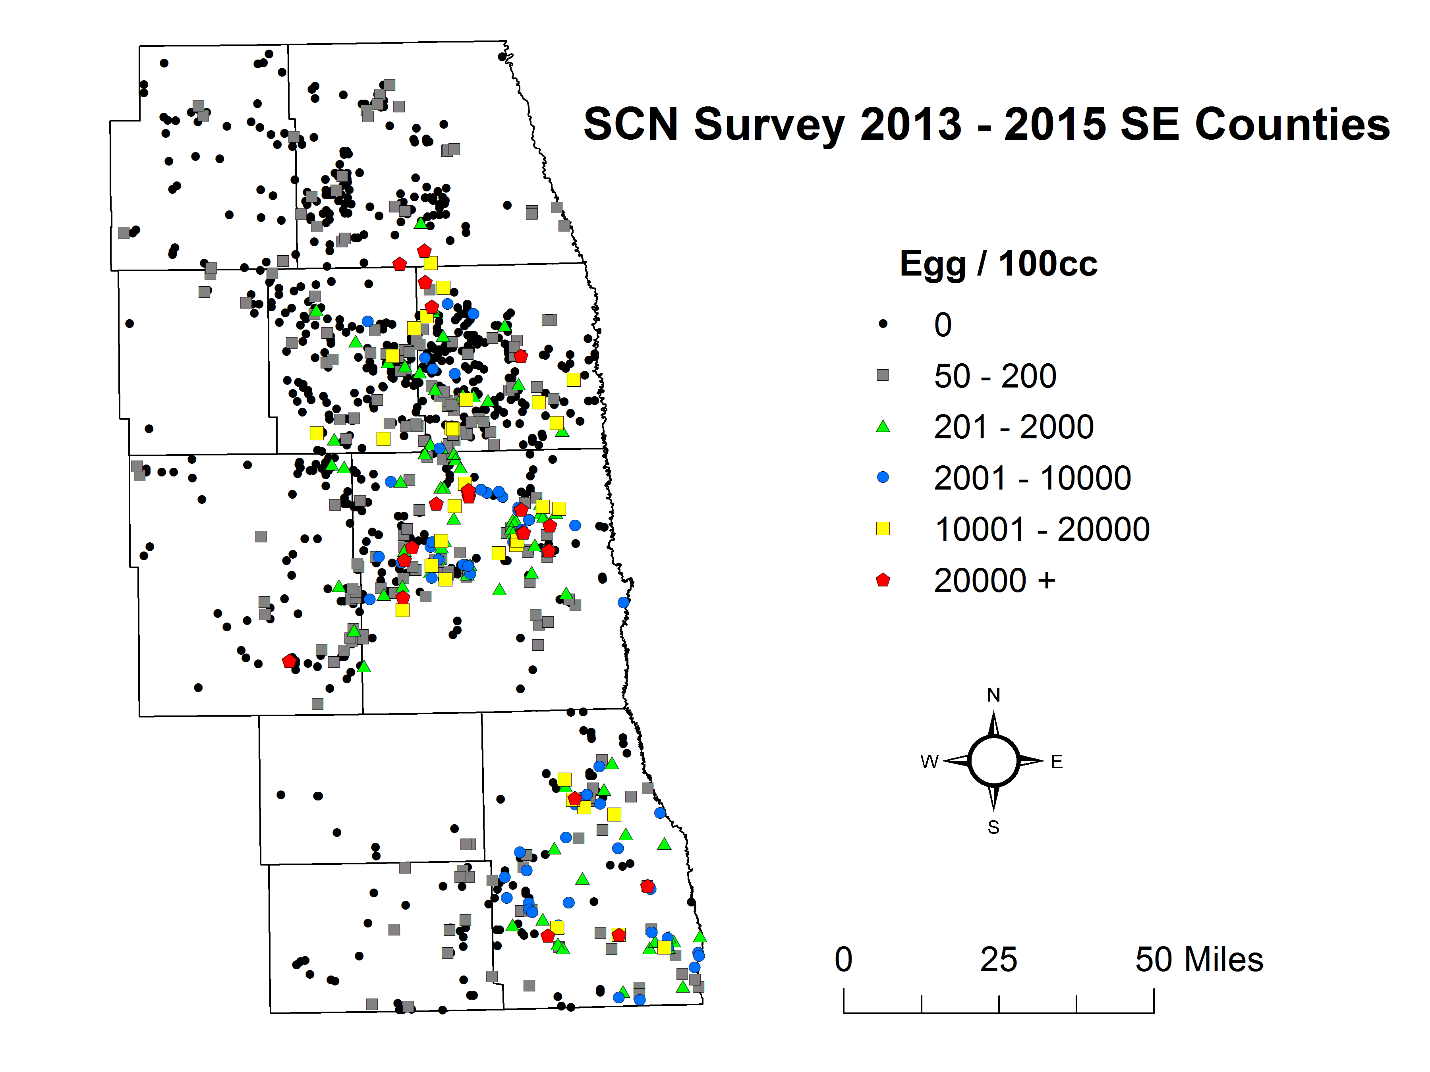 SCN Survey 2013 - 2015 SE Counties
Egg / 100cc
0
50 - 200
201 - 2000
2001 - 10000
10001 - 20000
20000 +
N
W E
S
0 25 50 Miles